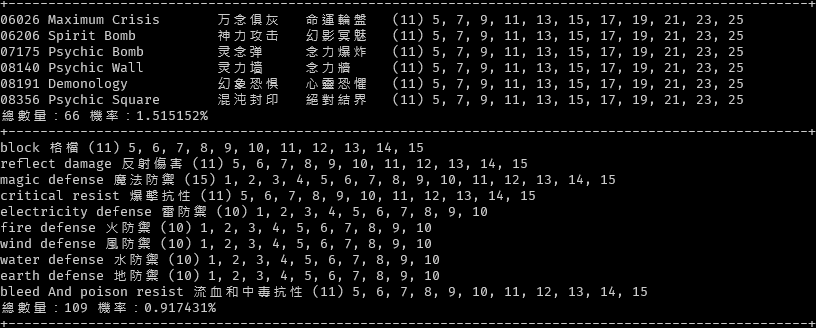 06026 Maximum Crisis 万念俱灰 命運輪盤 (11) 5, 7, 9, 11, 13, 15, 17, 19, 21, 23, 25
06206 Spirit Bomb 神力攻击 幻影冥魅 (11) 5, 7, 9, 11, 13, 15, 17, 19, 21, 23, 25
07175 Psychic Bomb 灵念弹 念力爆炸 (11) 5, 7, 9, 11, 13, 15, 17, 19, 21, 23, 25
08140 Psychic Wall 灵力墙 念力牆 (11) 5, 7, 9, 11, 13, 15, 17, 19, 21, 23, 25
08191 Demonology 幻象恐惧 心靈恐懼 (11) 5, 7, 9, 11, 13, 15, 17, 19, 21, 23, 25
08356 Psychic Square 混沌封印 絕對結界 (11) 5, 7, 9, 11, 13, 15, 17, 19, 21, 23, 25
總數量：66 機率：1.515152%
block 格檔 (11) 5, 6, 7, 8, 9, 10, 11, 12, 13, 14, 15
reflect damage 反射傷害 (11) 5, 6, 7, 8, 9, 10, 11, 12, 13, 14, 15
magic defense 魔法防禦 (15) 1, 2, 3, 4, 5, 6, 7, 8, 9, 10, 11, 12, 13, 14, 15
critical resist 爆擊抗性 (11) 5, 6, 7, 8, 9, 10, 11, 12, 13, 14, 15
electricity defense 雷防禦 (10) 1, 2, 3, 4, 5, 6, 7, 8, 9, 10
fire defense 火防禦 (10) 1, 2, 3, 4, 5, 6, 7, 8, 9, 10
wind defense 風防禦 (10) 1, 2, 3, 4, 5, 6, 7, 8, 9, 10
water defense 水防禦 (10) 1, 2, 3, 4, 5, 6, 7, 8, 9, 10
earth defense 地防禦 (10) 1, 2, 3, 4, 5, 6, 7, 8, 9, 10
bleed And poison resist 流血和中毒抗性 (11) 5, 6, 7, 8, 9, 10, 11, 12, 13, 14, 15
總數量：109 機率：0.917431%